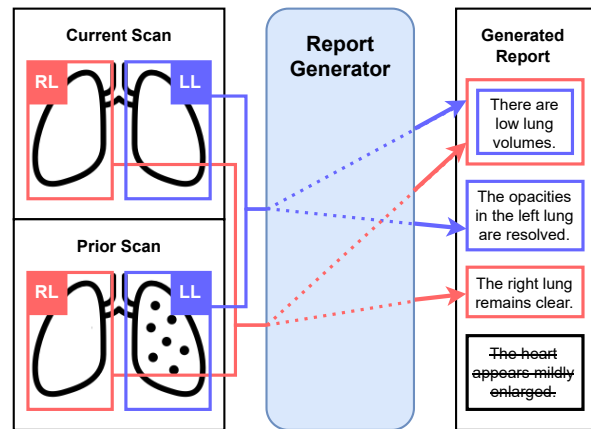 Current Scan
RL
LL
Prior Scan
RL
LL
Report
Generator
Generated
Report
There are
low lung
volumes.
The opacities
in the left lung
are resolved.
The right lung
remains clear.
The heart
appears mildly
enlarged.